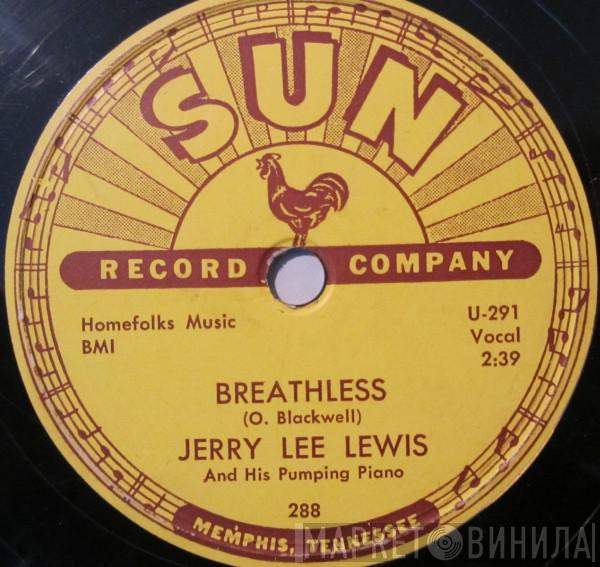 SUN
RECORD COMPANY
Homefolks Music
BMI
U-291
Vocal
2:39
BREATHLESS
(O. Blackwell)
JERRY LEE LEWIS
And His Pumping Piano
288
MEMPHIS, TENNESSEE
МАРКЕТ ВИНИЛА